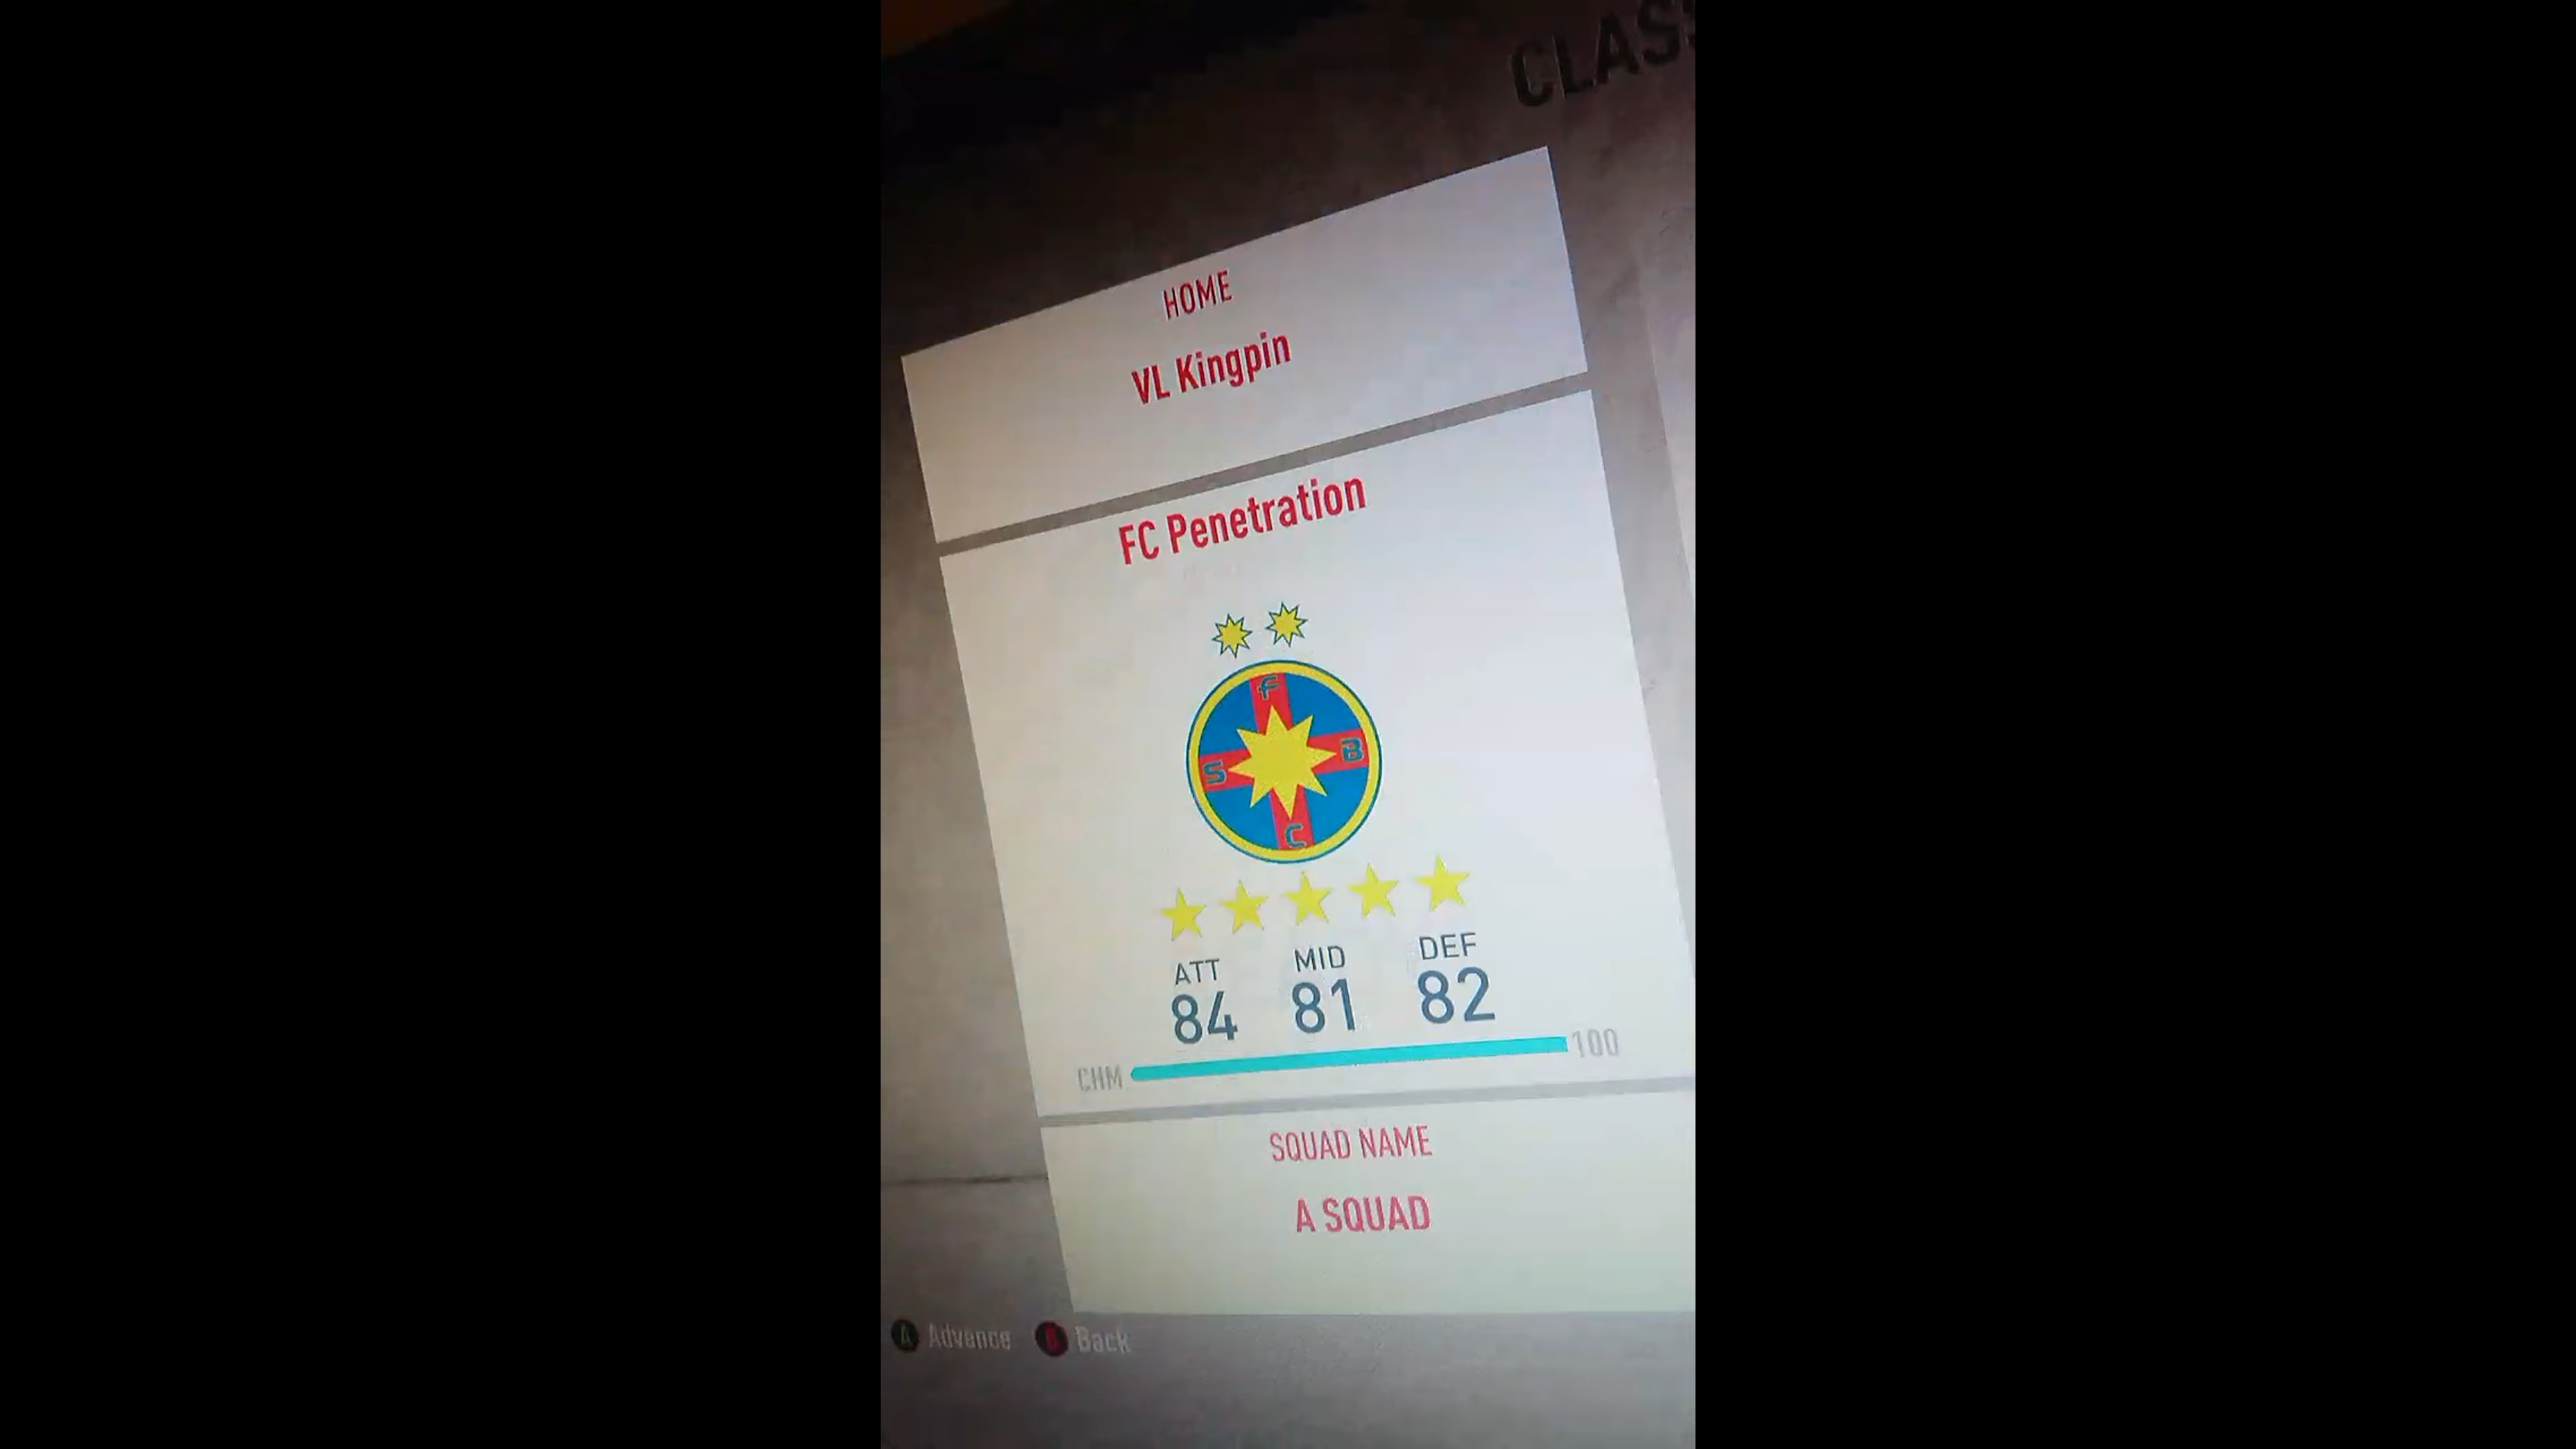 CLAS
HOME
VL Kingpin
FC Penetration
F
S B
C
ATT MID DEF
84 81 82
CHM 100
SQUAD NAME
A SQUAD
A Advance B Back